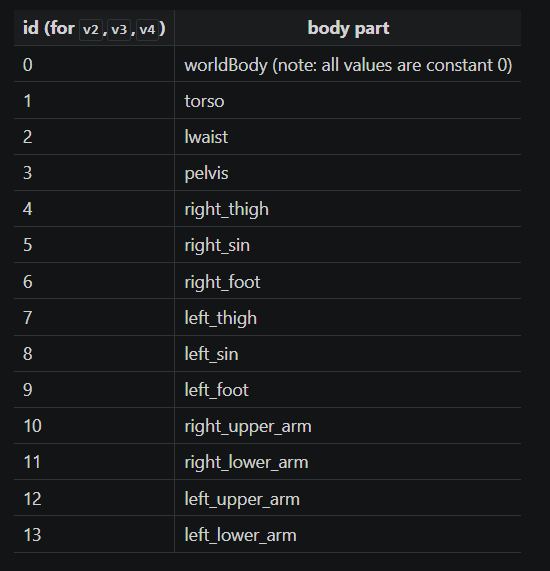 id (for v2,v3,v4) body part
0 worldBody (note: all values are constant 0)
1 torso
2 lwaist
3 pelvis
4 right_thigh
5 right_sin
6 right_foot
7 left_thigh
8 left_sin
9 left_foot
10 right_upper_arm
11 right_lower_arm
12 left_upper_arm
13 left_lower_arm